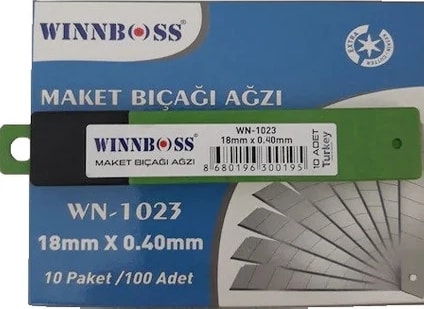 WINNBOSS®
EXTRA
MAKET BIÇAĞI AĞZI
WINNBOSS®
MAKET BIÇAĞI AĞZI
WN-1023
18mm x 0.40mm
8 680196 300195
10 ADET
Turkey
WN-1023
18mm X 0.40mm
10 Paket /100 Adet